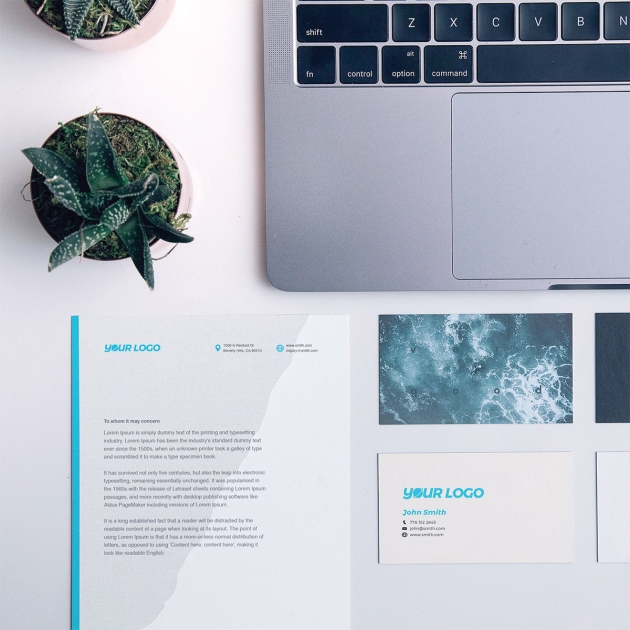 shift
Z
X
C
V
B
N
fn
control
alt
option
⌘
command
YOUR LOGO
Beverly Hills, CA 90210
www.smith.com
To whom it may concern
Lorem Ipsum is simply dummy text of the printing and typesetting
industry. Lorem Ipsum has been the industry's standard dummy text
ever since the 1500s, when an unknown printer took a galley of type
and scrambled it to make a type specimen book.
It has survived not only five centuries, but also the leap into electronic
typesetting, remaining essentially unchanged. It was popularised in
the 1960s with the release of Letraset sheets containing Lorem Ipsum
passages, and more recently with desktop publishing software like
Aldus PageMaker including versions of Lorem Ipsum.
It is a long established fact that a reader will be distracted by the
readable content of a page when looking at its layout. The point of
using Lorem Ipsum is that it has a more-or-less normal distribution of
letters, as opposed to using 'Content here, content here', making it
look like readable English.
YOUR LOGO
John Smith
776 312 2643
john@smith.com
www.smith.com